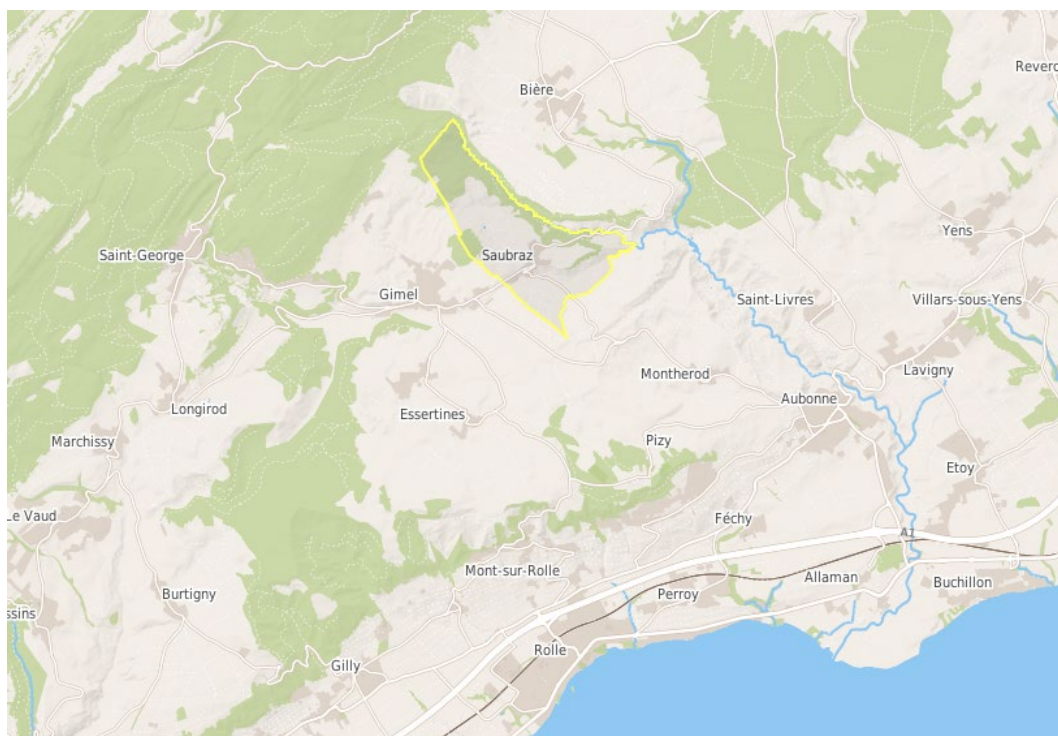 Reverol
Bière
Yens
Saint-George
Saubraz
Gimel
Saint-Livres
Villars-sous-Yens
Montherod
Lavigny
Longirod
Aubonne
Essertines
Marchissy
Pizy
Etoy
Le Vaud
Féchy
A1
Mont-sur-Rolle
Allaman
Buchillon
Burtigny
Perroy
ssins
Rolle
Gilly